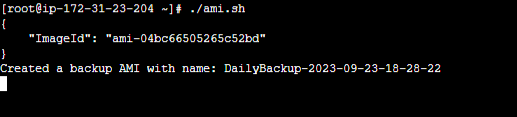 [root@ip-172-31-23-204 ~]# ./ami.sh
{
    "ImageId": "ami-04bc66505265c52bd"
}
Created a backup AMI with name: DailyBackup-2023-09-23-18-28-22